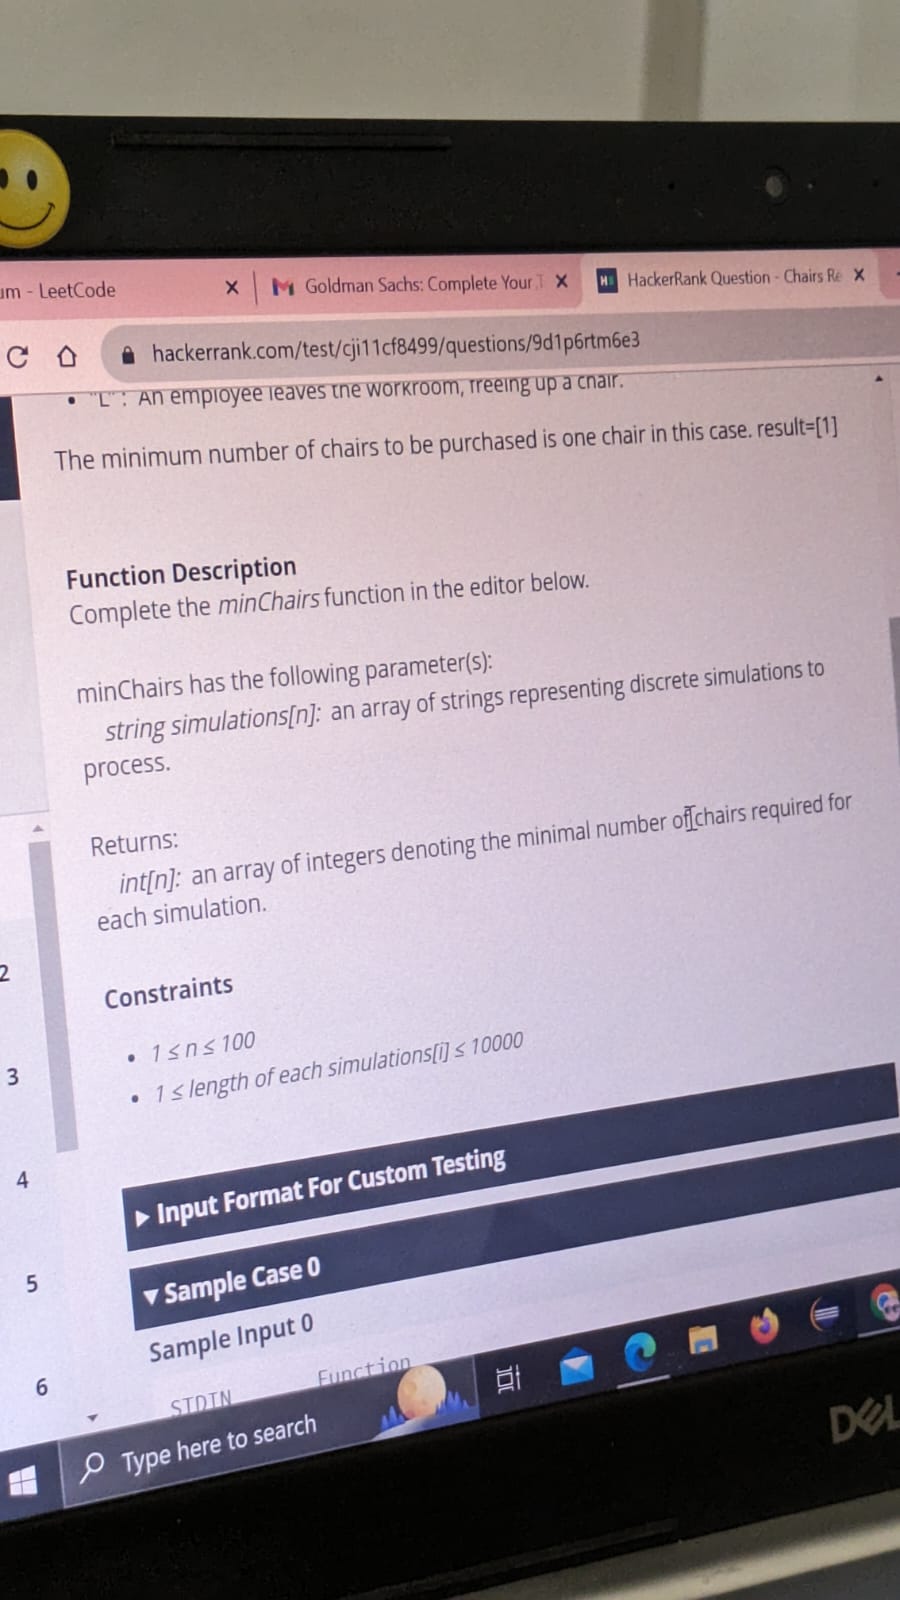 um - LeetCode
Goldman Sachs: Complete Your T
HackerRank Question - Chairs Re
hackerrank.com/test/cji11cf8499/questions/9d1p6rtm6e3
• "L": An employee leaves the workroom, freeing up a chair.
The minimum number of chairs to be purchased is one chair in this case. result=[1]
Function Description
Complete the minChairs function in the editor below.
minChairs has the following parameter(s):
string simulations[n]: an array of strings representing discrete simulations to
process.
Returns:
int[n]: an array of integers denoting the minimal number of chairs required for
each simulation.
2
Constraints
• 1 ≤ n ≤ 100
3
• 1 ≤ length of each simulations[i] ≤ 10000
4
▶ Input Format For Custom Testing
5
▼ Sample Case 0
Sample Input 0
6
STDIN Function
Type here to search
DELL